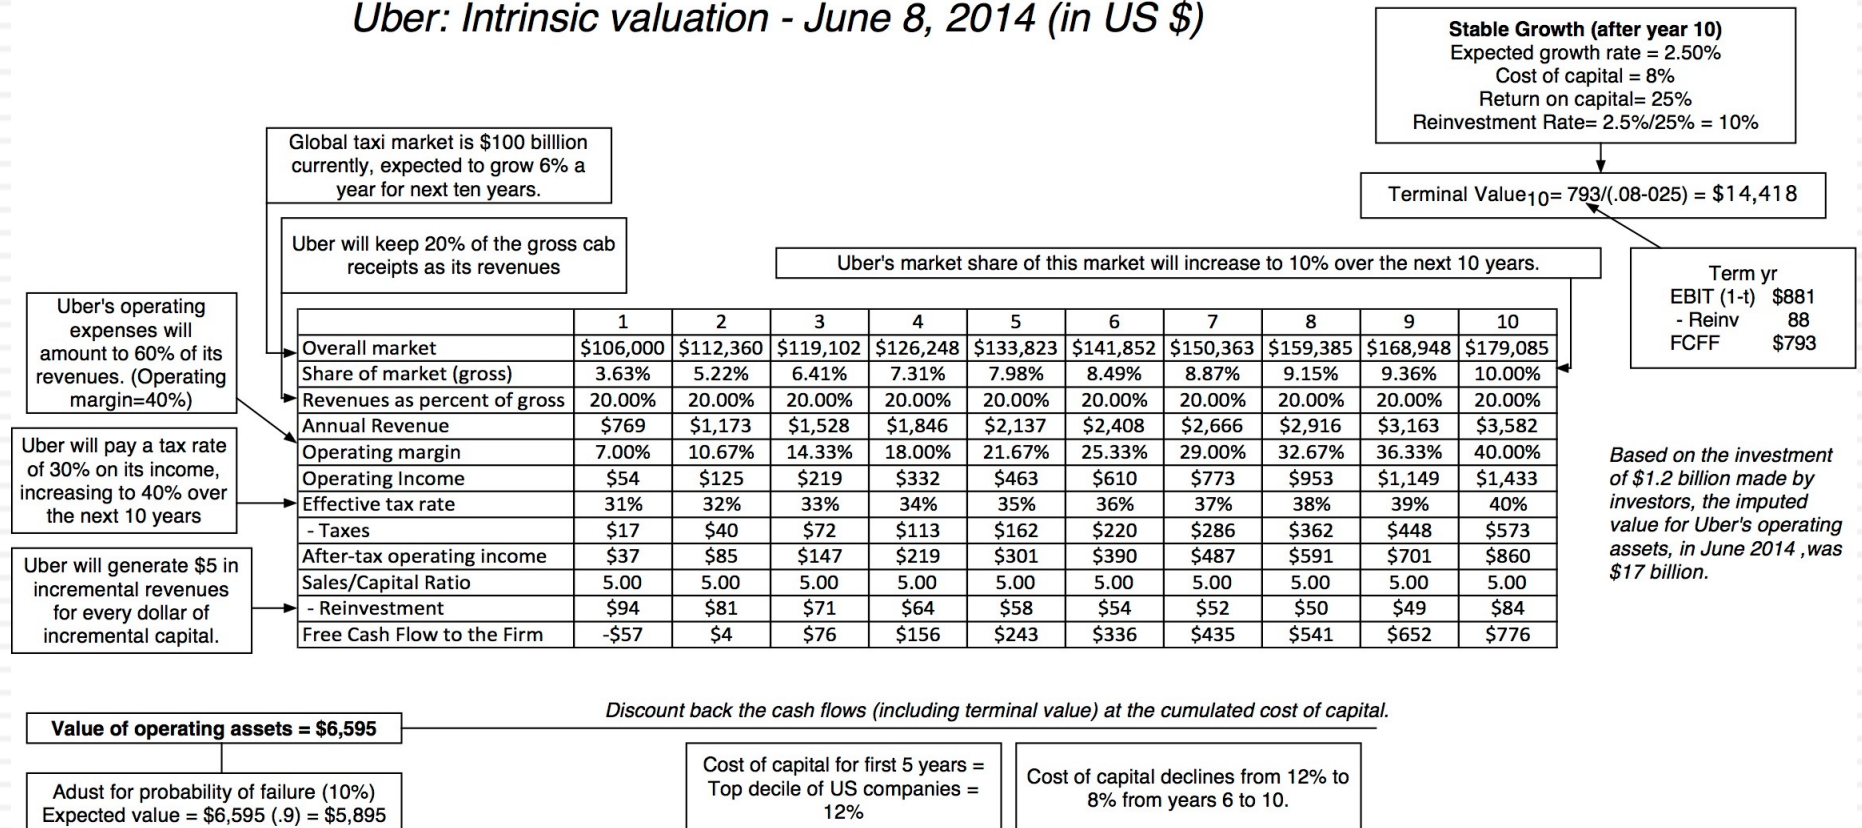 Uber: Intrinsic valuation - June 8, 2014 (in US $)
Stable Growth (after year 10)
Expected growth rate = 2.50%
Cost of capital = 8%
Return on capital= 25%
Reinvestment Rate= 2.5%/25% = 10%
Global taxi market is $100 billlion
currently, expected to grow 6% a
year for next ten years.
Terminal Value10= 793/(.08-025) = $14,418
Uber will keep 20% of the gross cab
receipts as its revenues
Uber's market share of this market will increase to 10% over the next 10 years.
Term yr
EBIT (1-t) $881
- Reinv 88
FCFF $793
Uber's operating
expenses will
amount to 60% of its
revenues. (Operating
margin=40%)
Uber will pay a tax rate
of 30% on its income,
increasing to 40% over
the next 10 years
Uber will generate $5 in
incremental revenues
for every dollar of
incremental capital.
1 2 3 4 5 6 7 8 9 10
Overall market $106,000 $112,360 $119,102 $126,248 $133,823 $141,852 $150,363 $159,385 $168,948 $179,085
Share of market (gross) 3.63% 5.22% 6.41% 7.31% 7.98% 8.49% 8.87% 9.15% 9.36% 10.00%
Revenues as percent of gross 20.00% 20.00% 20.00% 20.00% 20.00% 20.00% 20.00% 20.00% 20.00% 20.00%
Annual Revenue $769 $1,173 $1,528 $1,846 $2,137 $2,408 $2,666 $2,916 $3,163 $3,582
Operating margin 7.00% 10.67% 14.33% 18.00% 21.67% 25.33% 29.00% 32.67% 36.33% 40.00%
Operating Income $54 $125 $219 $332 $463 $610 $773 $953 $1,149 $1,433
Effective tax rate 31% 32% 33% 34% 35% 36% 37% 38% 39% 40%
- Taxes $17 $40 $72 $113 $162 $220 $286 $362 $448 $573
After-tax operating income $37 $85 $147 $219 $301 $390 $487 $591 $701 $860
Sales/Capital Ratio 5.00 5.00 5.00 5.00 5.00 5.00 5.00 5.00 5.00 5.00
- Reinvestment $94 $81 $71 $64 $58 $54 $52 $50 $49 $84
Free Cash Flow to the Firm -$57 $4 $76 $156 $243 $336 $435 $541 $652 $776
Based on the investment
of $1.2 billion made by
investors, the imputed
value for Uber's operating
assets, in June 2014 ,was
$17 billion.
Discount back the cash flows (including terminal value) at the cumulated cost of capital.
Value of operating assets = $6,595
Adust for probability of failure (10%)
Expected value = $6,595 (.9) = $5,895
Cost of capital for first 5 years =
Top decile of US companies =
12%
Cost of capital declines from 12% to
8% from years 6 to 10.